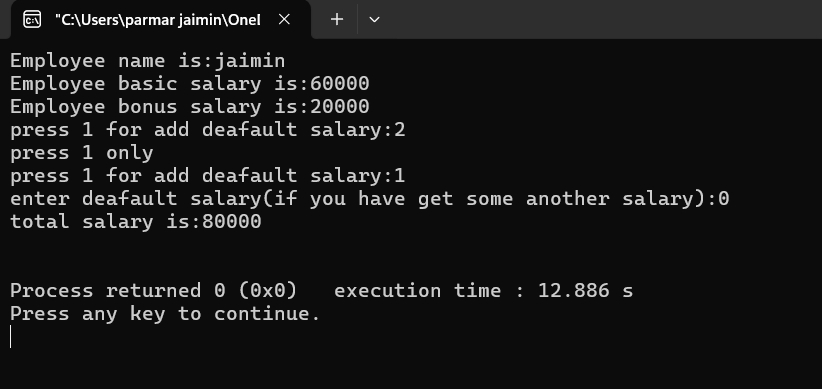 "C:\Users\parmar jaimin\Onel
Employee name is:jaimin
Employee basic salary is:60000
Employee bonus salary is:20000
press 1 for add deafault salary:2
press 1 only
press 1 for add deafault salary:1
enter deafault salary(if you have get some another salary):0
total salary is:80000
Process returned 0 (0x0)   execution time : 12.886 s
Press any key to continue.